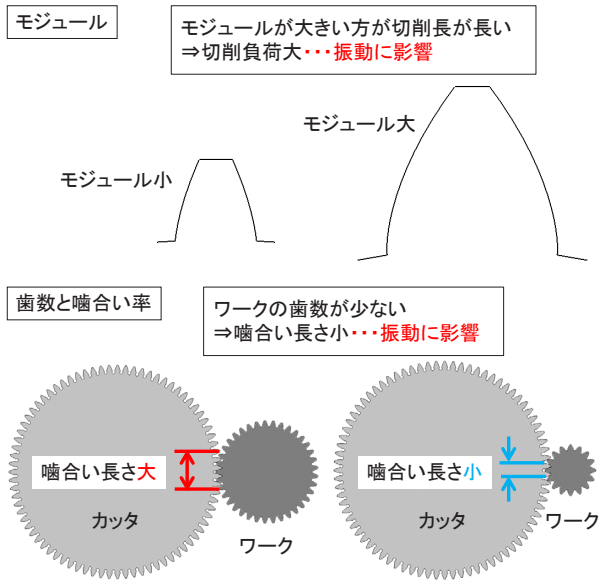 モジュール
モジュールが大きい方が切削長が長い
⇒切削負荷大・・・振動に影響
モジュール大
モジュール小
歯数と噛合い率
ワークの歯数が少ない
⇒噛合い長さ小・・・振動に影響
噛合い長さ大
カッタ
ワーク
噛合い長さ小
カッタ
ワーク